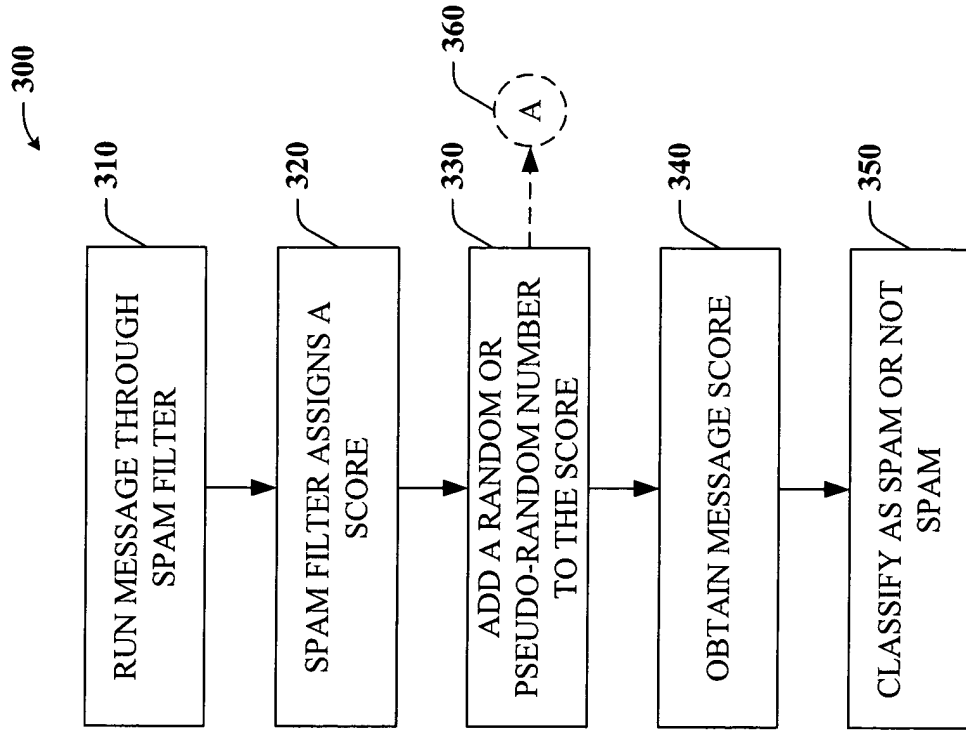 300
310
RUN MESSAGE THROUGH
SPAM FILTER
320
SPAM FILTER ASSIGNS A
SCORE
330
ADD A RANDOM OR
PSEUDO-RANDOM NUMBER
TO THE SCORE
360
A
340
OBTAIN MESSAGE SCORE
350
CLASSIFY AS SPAM OR NOT
SPAM